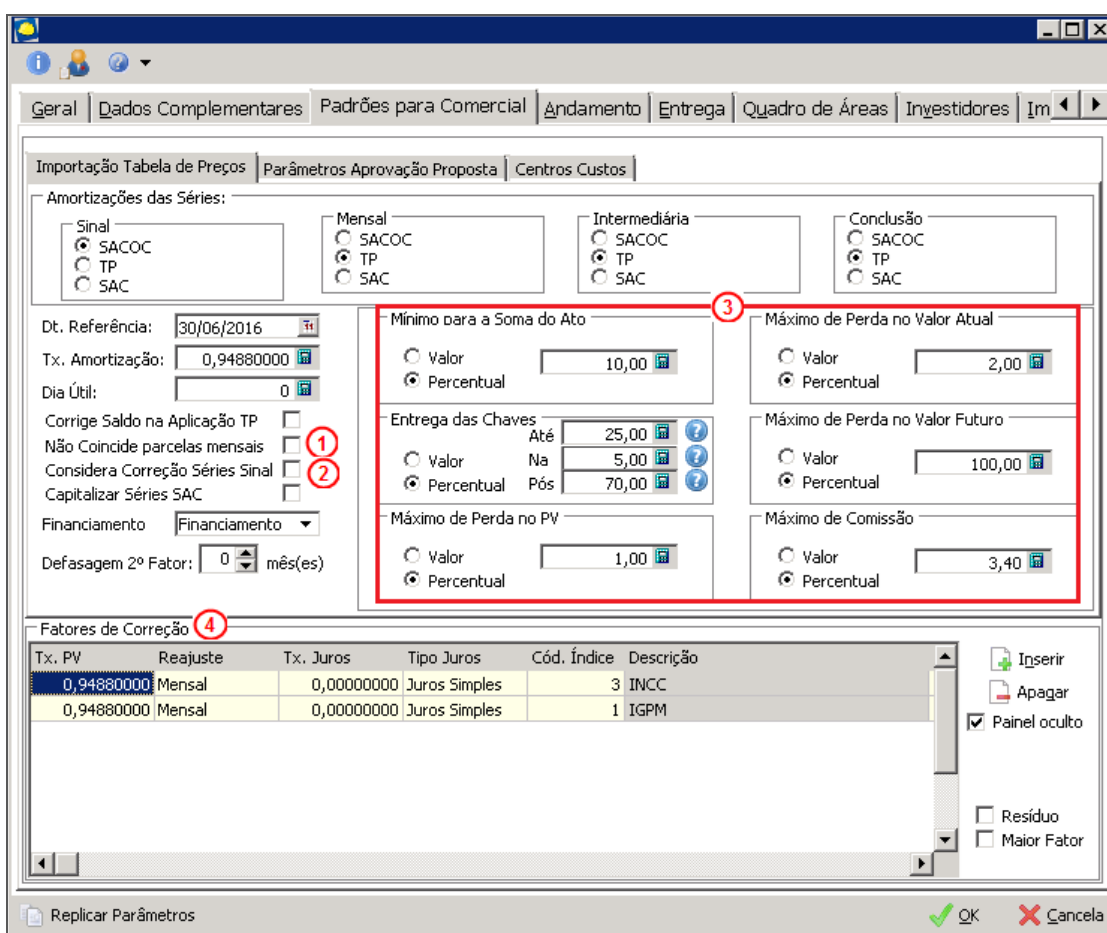 Geral Dados Complementares Padrões para Comercial Andamento Entrega Quadro de Áreas Investidores Im
Importação Tabela de Preços Parâmetros Aprovação Proposta Centros Custos
Amortizações das Séries:
Sinal
SACOC
TP
SAC
Mensal
SACOC
TP
SAC
Intermediária
SACOC
TP
SAC
Conclusão
SACOC
TP
SAC
3
Dt. Referência: 30/06/2016
Tx. Amortização: 0,94880000
Dia Útil: 0
Corrige Saldo na Aplicação TP
Não Coincide parcelas mensais 1
Considera Correção Séries Sinal 2
Capitalizar Séries SAC
Financiamento Financiamento
Defasagem 2º Fator: 0 mês(es)
Mínimo para a Soma do Ato
Valor
Percentual
10,00
Máximo de Perda no Valor Atual
Valor
Percentual
2,00
Entrega das Chaves
Até 25,00
Valor Na 5,00
Percentual Pós 70,00
Máximo de Perda no Valor Futuro
Valor
Percentual
100,00
Máximo de Perda no PV
Valor
Percentual
1,00
Máximo de Comissão
Valor
Percentual
3,40
Fatores de Correção 4
Tx. PV Reajuste Tx. Juros Tipo Juros Cód. Índice Descrição
0,94880000 Mensal 0,00000000 Juros Simples 3 INCC
0,94880000 Mensal 0,00000000 Juros Simples 1 IGPM
Inserir
Apagar
Painel oculto
Resíduo
Maior Fator
Replicar Parâmetros OK Cancela